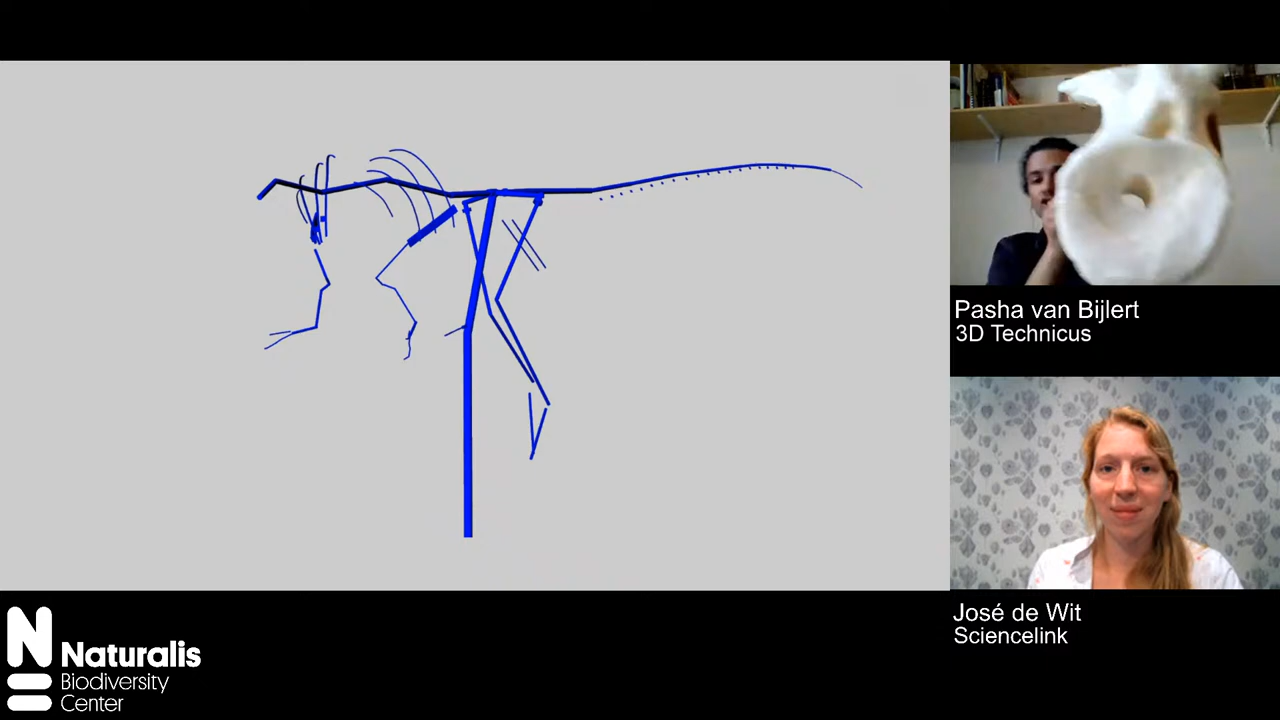 Pasha van Bijlert
3D Technicus
José de Wit
Sciencelink
Naturalis
Biodiversity
Center